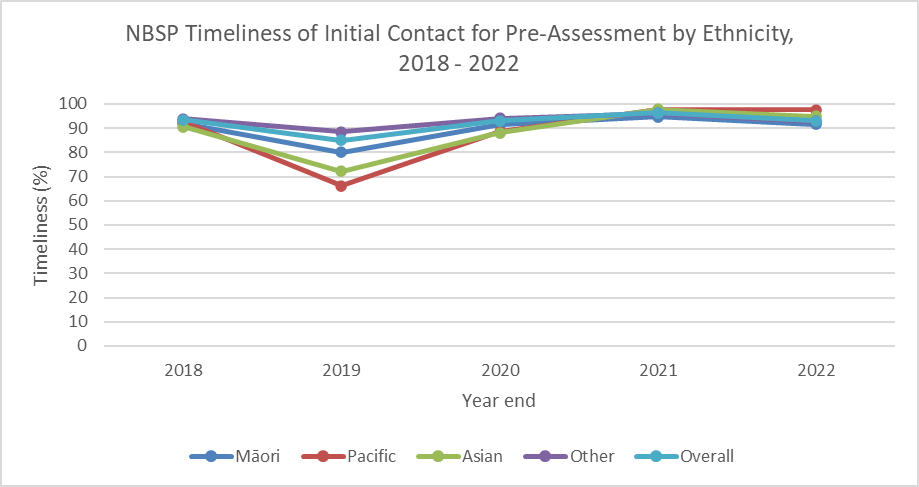 NBSP Timeliness of Initial Contact for Pre-Assessment by Ethnicity,
2018 - 2022
Timeliness (%)
100
90
80
70
60
50
40
30
20
10
0
2018 2019 2020 2021 2022
Year end
Māori Pacific Asian Other Overall